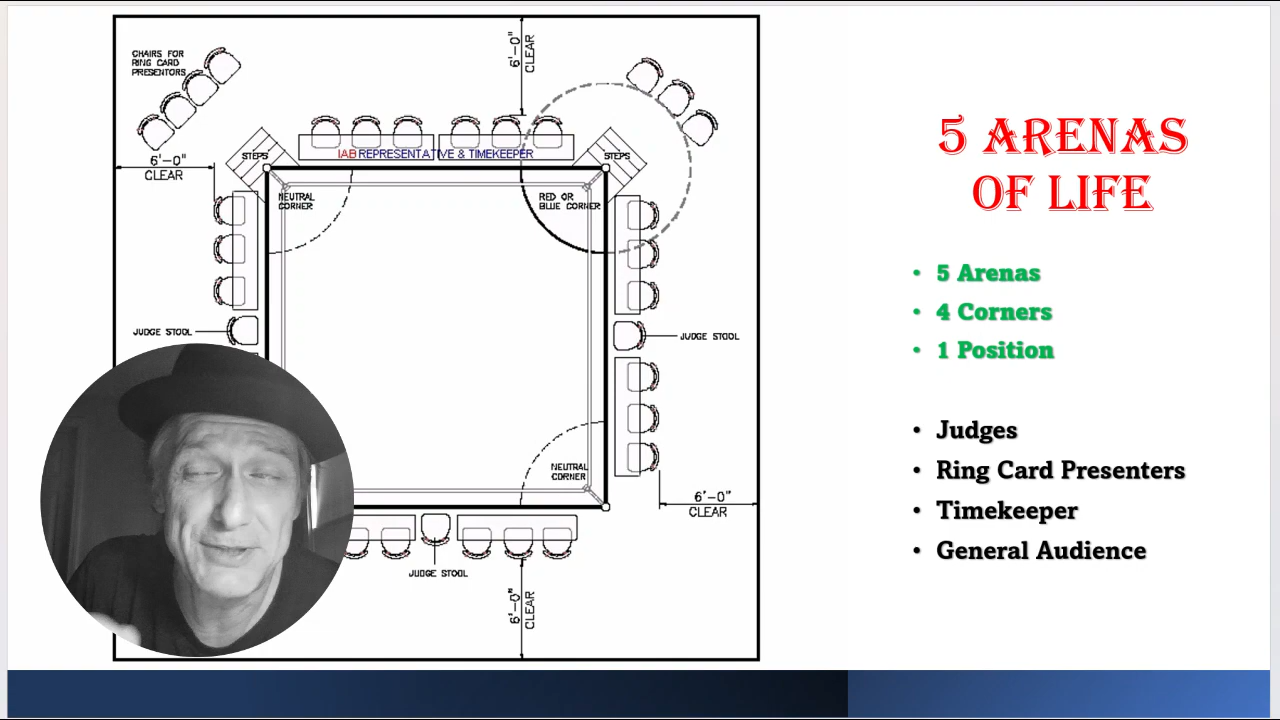 CHAIRS FOR
RING CARD
PRESENTORS
6'-0"
CLEAR
6'-0"
CLEAR
STEPS
IAB REPRESENTATIVE & TIMEKEEPER
STEPS
NEUTRAL
CORNER
RED OR
BLUE CORNER
JUDGE STOOL
JUDGE STOOL
NEUTRAL
CORNER
6'-0"
CLEAR
JUDGE STOOL
6'-0"
CLEAR
5 ARENAS
OF LIFE
• 5 Arenas
• 4 Corners
• 1 Position
• Judges
• Ring Card Presenters
• Timekeeper
• General Audience